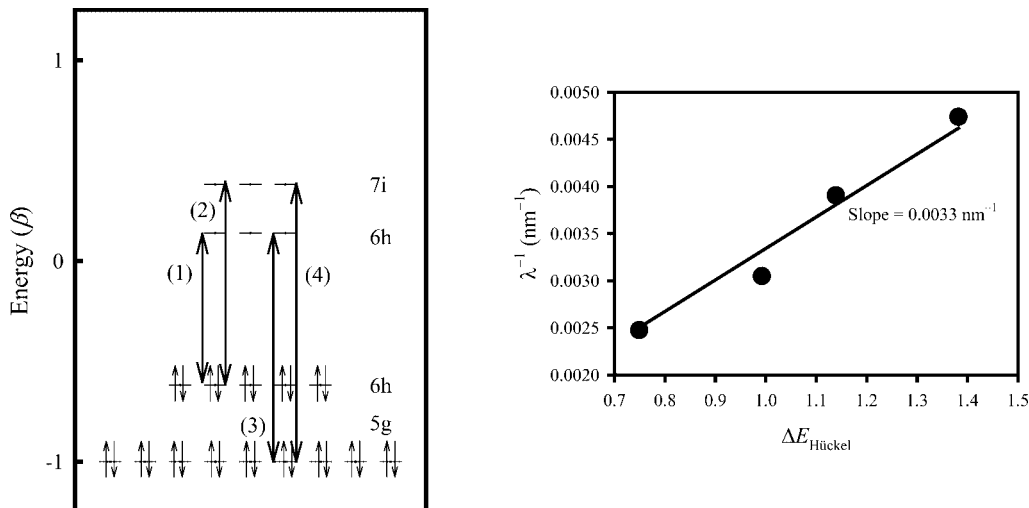 1
7i
(2)
6h
(1)
(4)
0
Energy (β)
6h
5g
(3)
-1
0.0050
0.0045
0.0040
0.0035
0.0030
0.0025
0.0020
λ⁻¹ (nm⁻¹)
Slope = 0.0033 nm⁻¹
0.7 0.8 0.9 1.0 1.1 1.2 1.3 1.4 1.5
ΔE Hückel